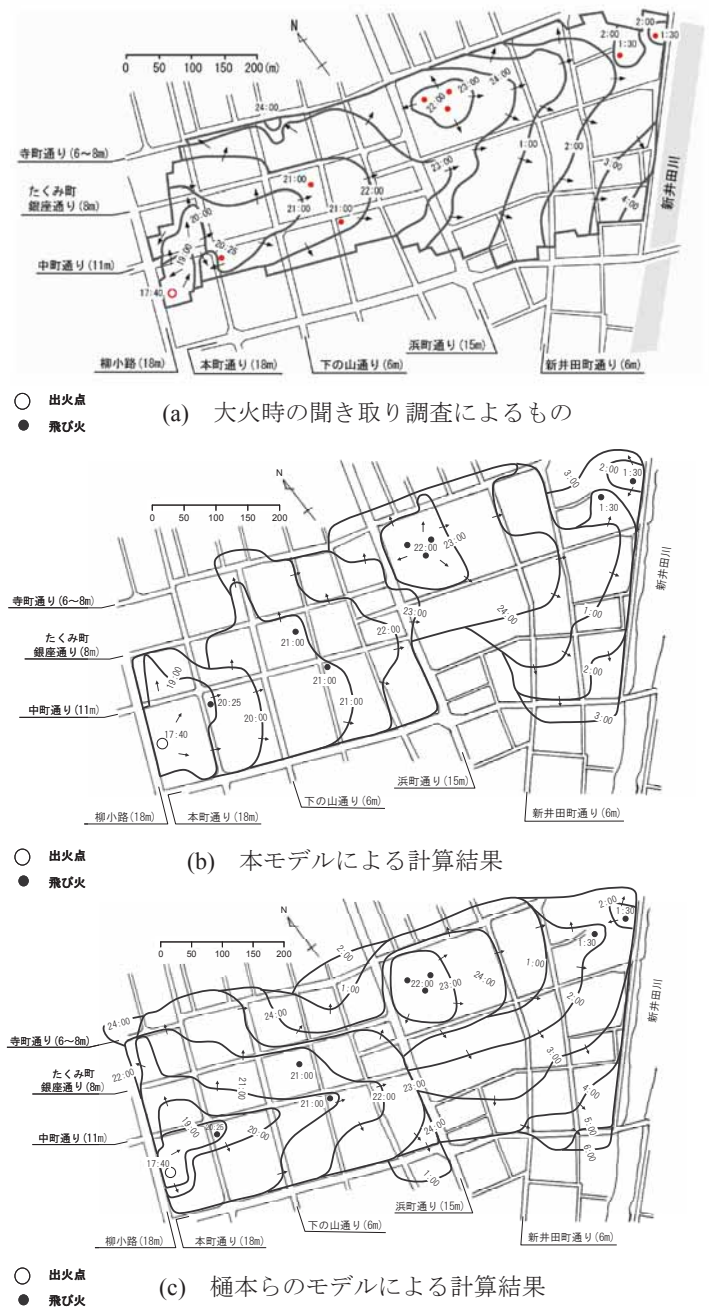 2:00
2:00
1:30
1:30
N
0 50 100 150 200(m)
24:00
22:00
23:00
24:00
寺町通り(6～8m)
1:00
2:00
3:00
4:00
23:00
21:00
22:00
たくみ町
銀座通り(8m)
21:00
21:00
20:00
19:00
20:25
中町通り(11m)
17:40
新井田川
浜町通り(15m)
柳小路(18m)
本町通り(18m)
下の山通り(6m)
新井田町通り(6m)
○ 出火点
● 飛び火
(a) 大火時の聞き取り調査によるもの
N
0 50 100 150 200
3:00
2:00
1:30
1:30
22:00
23:00
新井田川
寺町通り(6～8m)
24:00
1:00
23:00
22:00
21:00
たくみ町
銀座通り(8m)
21:00
19:00
2:00
20:25
20:00
21:00
中町通り(11m)
3:00
17:40
浜町通り(15m)
下の山通り(6m)
柳小路(18m)
本町通り(18m)
新井田町通り(6m)
○ 出火点
● 飛び火
(b) 本モデルによる計算結果
N
0 50 100 150 200
2:00
2:00
1:30
1:30
1:00
1:00
22:00
23:00
24:00
2:00
24:00
24:00
寺町通り(6～8m)
新井田川
3:00
21:00
22:00
たくみ町
銀座通り(8m)
21:00
22:00
23:00
4:00
21:00
19:00
20:25
20:00
24:00
5:00
6:00
中町通り(11m)
17:40
1:00
浜町通り(15m)
下の山通り(6m)
柳小路(18m)
本町通り(18m)
新井田町通り(6m)
○ 出火点
● 飛び火
(c) 樋本らのモデルによる計算結果